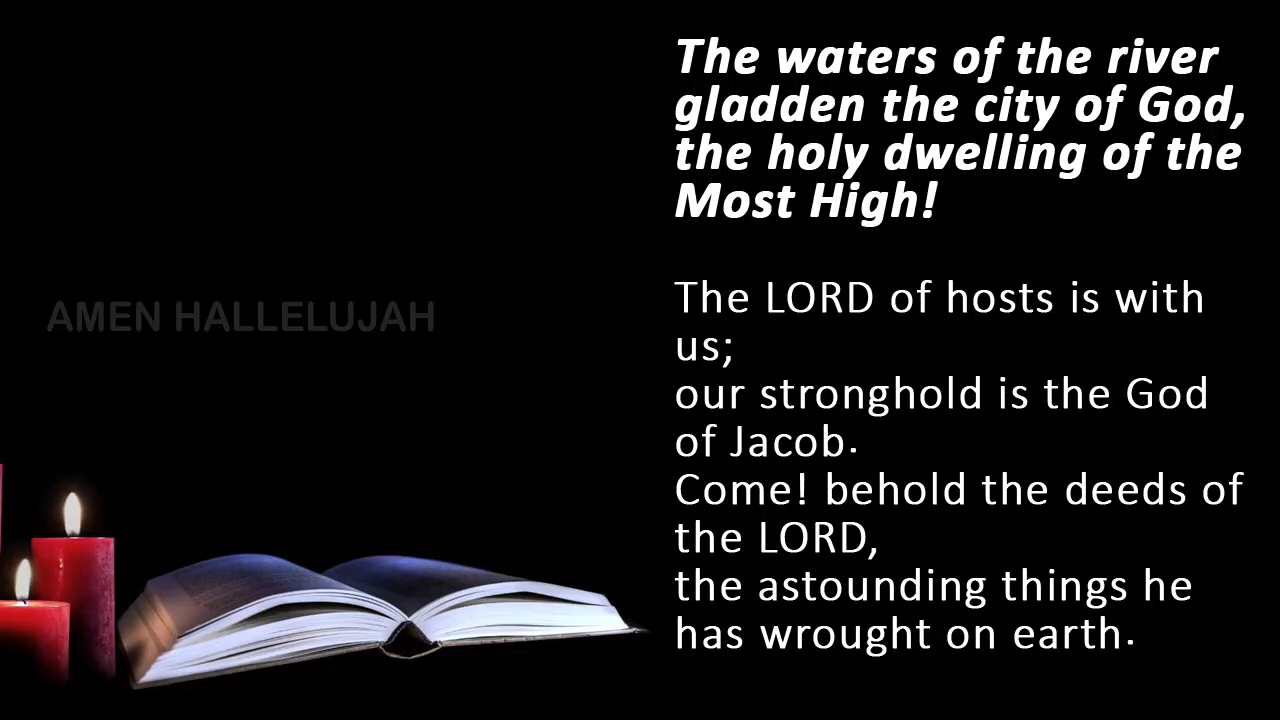 The waters of the river
gladden the city of God,
the holy dwelling of the
Most High!
The LORD of hosts is with
us;
our stronghold is the God
of Jacob.
Come! behold the deeds of
the LORD,
the astounding things he
has wrought on earth.
AMEN HALLELUJAH